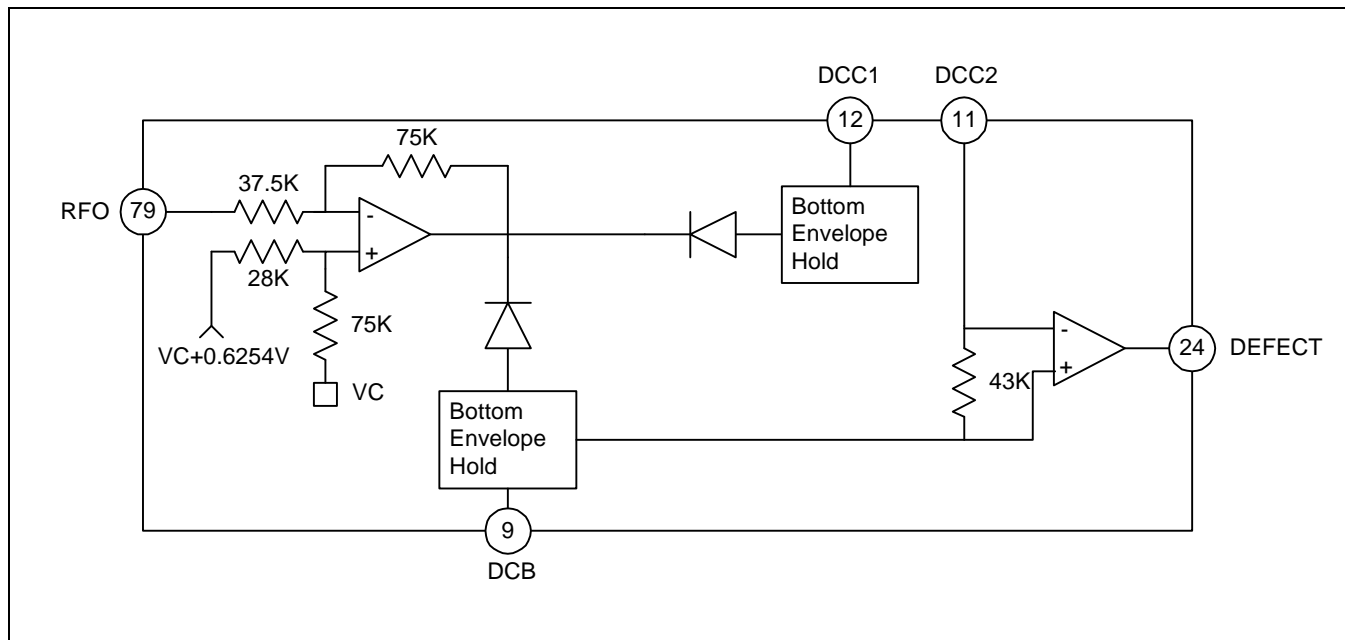 DCC1
DCC2
12
11
75K
37.5K
RFO
79
-
+
28K
75K
VC+0.6254V
VC
Bottom
Envelope
Hold
Bottom
Envelope
Hold
-
+
43K
24
DEFECT
9
DCB